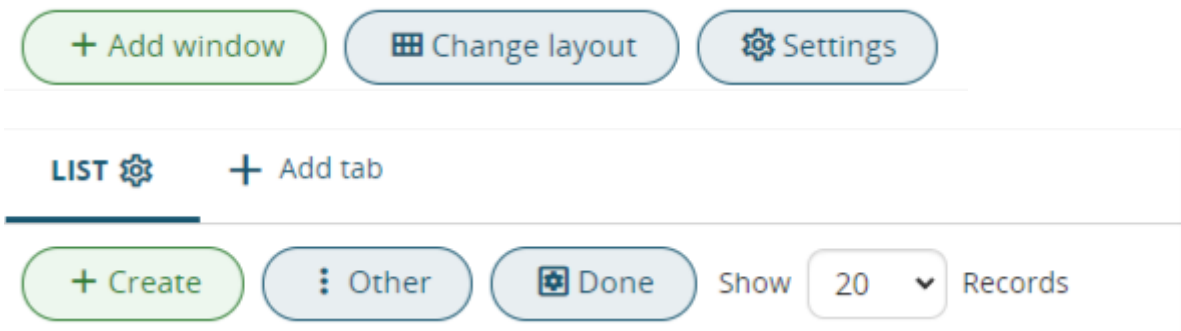 + Add window Change layout Settings
LIST + Add tab
+ Create Other Done Show 20 Records